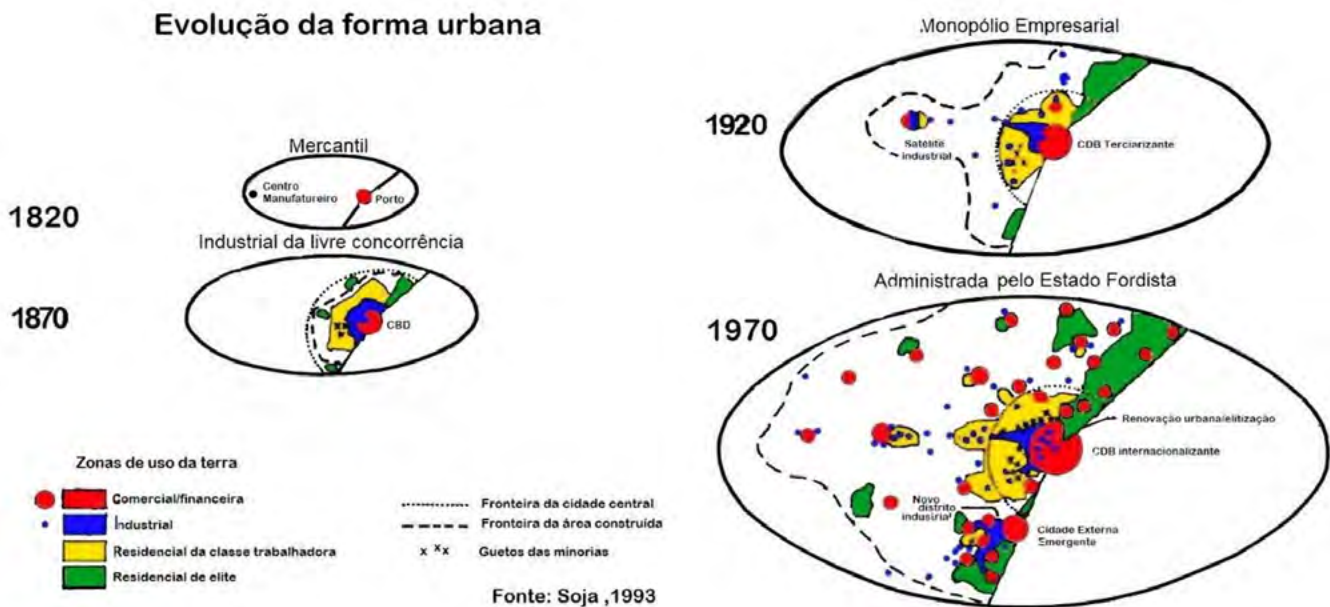 Evolução da forma urbana
1820
Mercantil
Centro
Manufatureiro
Porto
1870
Industrial da livre concorrência
CBD
Zonas de uso da terra
Comercial/financeira
Industrial
Residencial da classe trabalhadora
Residencial de elite
Fronteira da cidade central
Fronteira da área construída
x x x Guetos das minorias
Fonte: Soja ,1993
Monopólio Empresarial
1920
Satélite
industrial
CDB Terciarizante
Administrada pelo Estado Fordista
1970
Renovação urbana/elitização
CDB internacionalizante
Novo
distrito
indusirial
Cidade Externa
Emergente